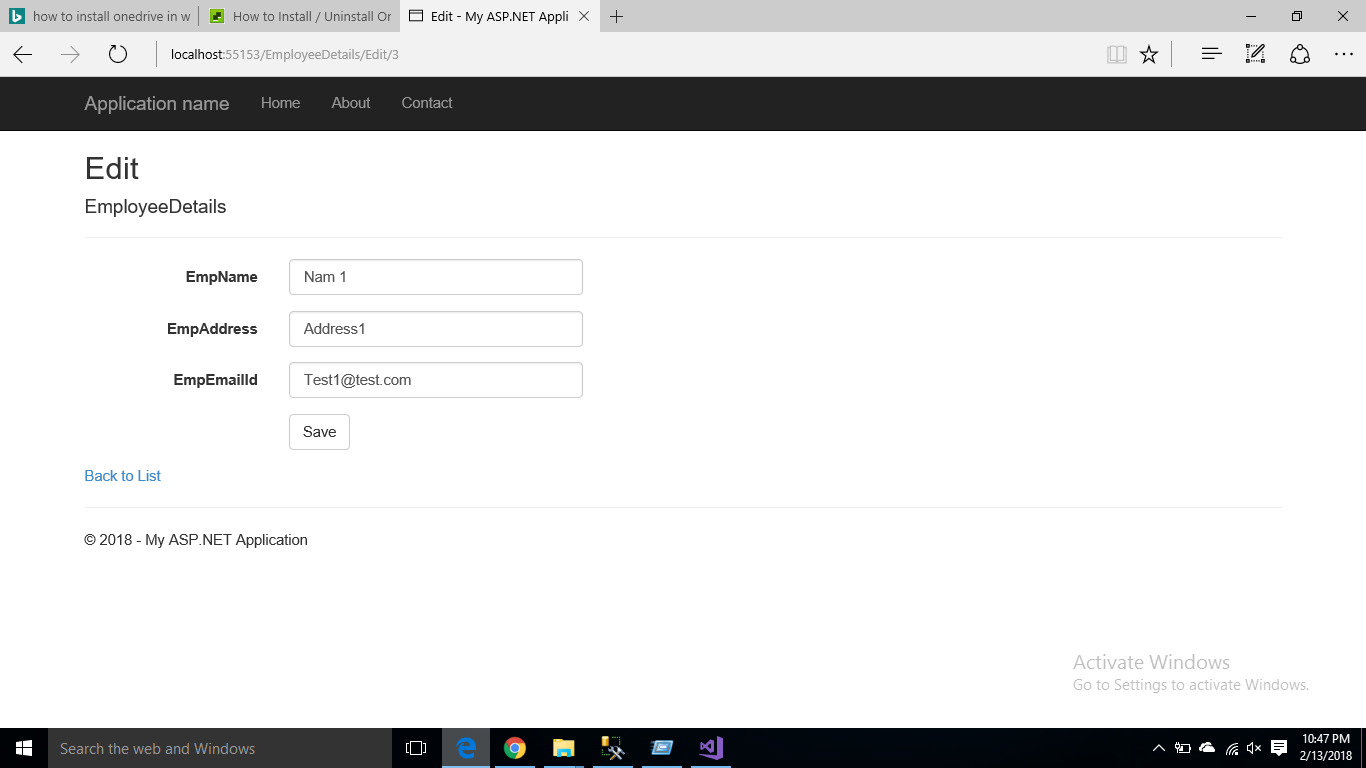 how to install onedrive in w
How to Install / Uninstall Or
Edit - My ASP.NET Appli
localhost:55153/EmployeeDetails/Edit/3
Application name Home About Contact
Edit
EmployeeDetails
EmpName Nam 1
EmpAddress Address1
EmpEmailId Test1@test.com
Save
Back to List
© 2018 - My ASP.NET Application
Activate Windows
Go to Settings to activate Windows.
Search the web and Windows
10:47 PM
2/13/2018